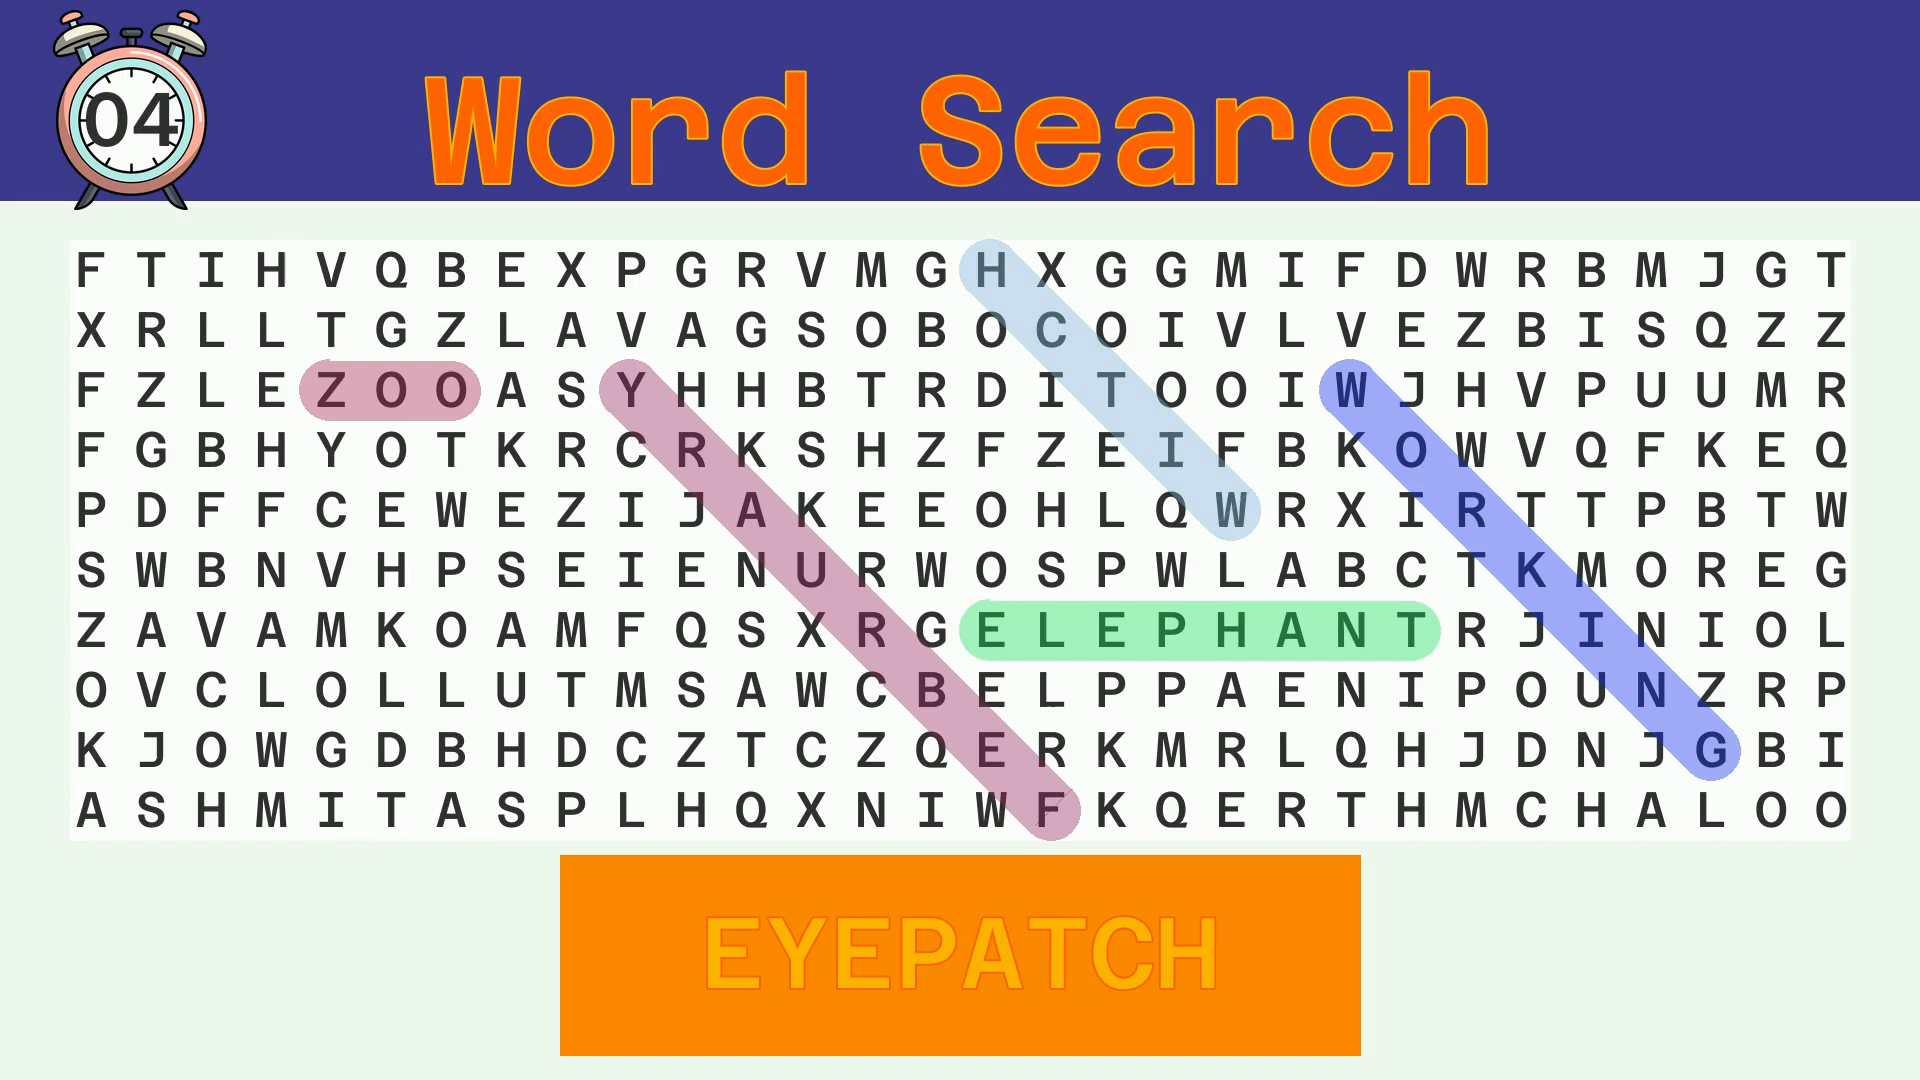 04
Word Search
F T I H V Q B E X P G R V M G H X G G M I F D W R B M J G T
X R L L T G Z L A V A G S O B O C O I V L V E Z B I S Q Z Z
F Z L E Z O O A S Y H H B T R D I T O O I W J H V P U U M R
F G B H Y O T K R C R K S H Z F Z E I F B K O W V Q F K E Q
P D F F C E W E Z I J A K E E O H L Q W R X I R T T P B T W
S W B N V H P S E I E N U R W O S P W L A B C T K M O R E G
Z A V A M K O A M F Q S X R G E L E P H A N T R J I N I O L
O V C L O L L U T M S A W C B E L P P A E N I P O U N Z R P
K J O W G D B H D C Z T C Z Q E R K M R L Q H J D N J G B I
A S H M I T A S P L H Q X N I W F K Q E R T H M C H A L O O
EYEPATCH